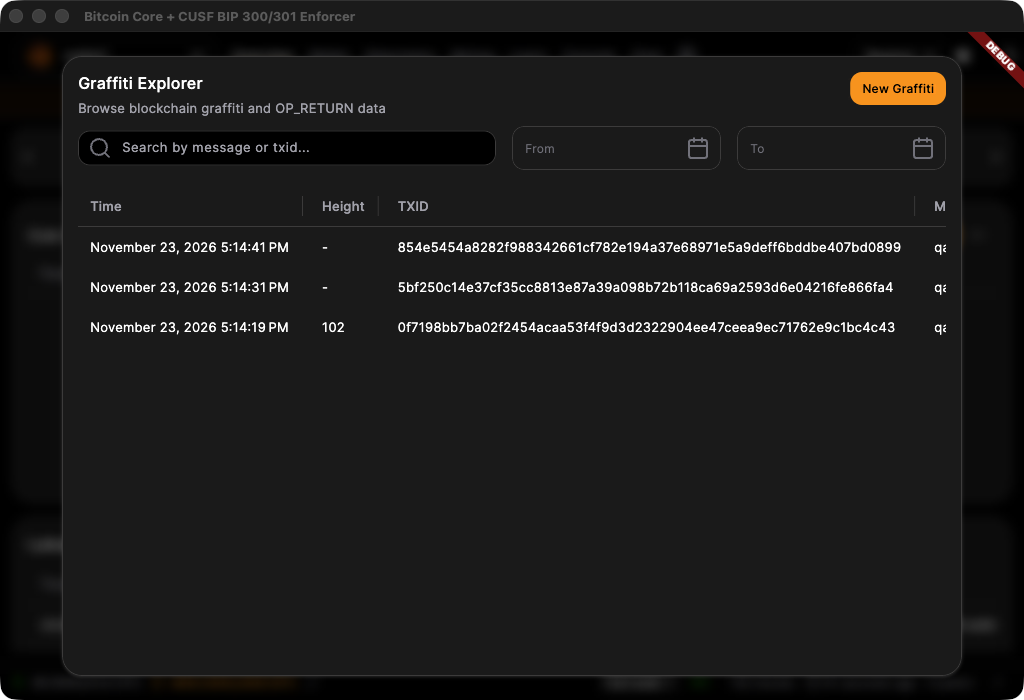 Bitcoin Core + CUSF BIP 300/301 Enforcer
DEBUG
Graffiti Explorer
New Graffiti
Browse blockchain graffiti and OP_RETURN data
Search by message or txid...
From
To
Time Height TXID M
November 23, 2026 5:14:41 PM - 854e5454a8282f988342661cf782e194a37e68971e5a9deff6bddbe407bd0899
November 23, 2026 5:14:31 PM - 5bf250c14e37cf35cc8813e87a39a098b72b118ca69a2593d6e04216fe866fa4
November 23, 2026 5:14:19 PM 102 0f7198bb7ba02f2454acaa53f4f9d3d2322904ee47ceea9ec71762e9c1bc4c43